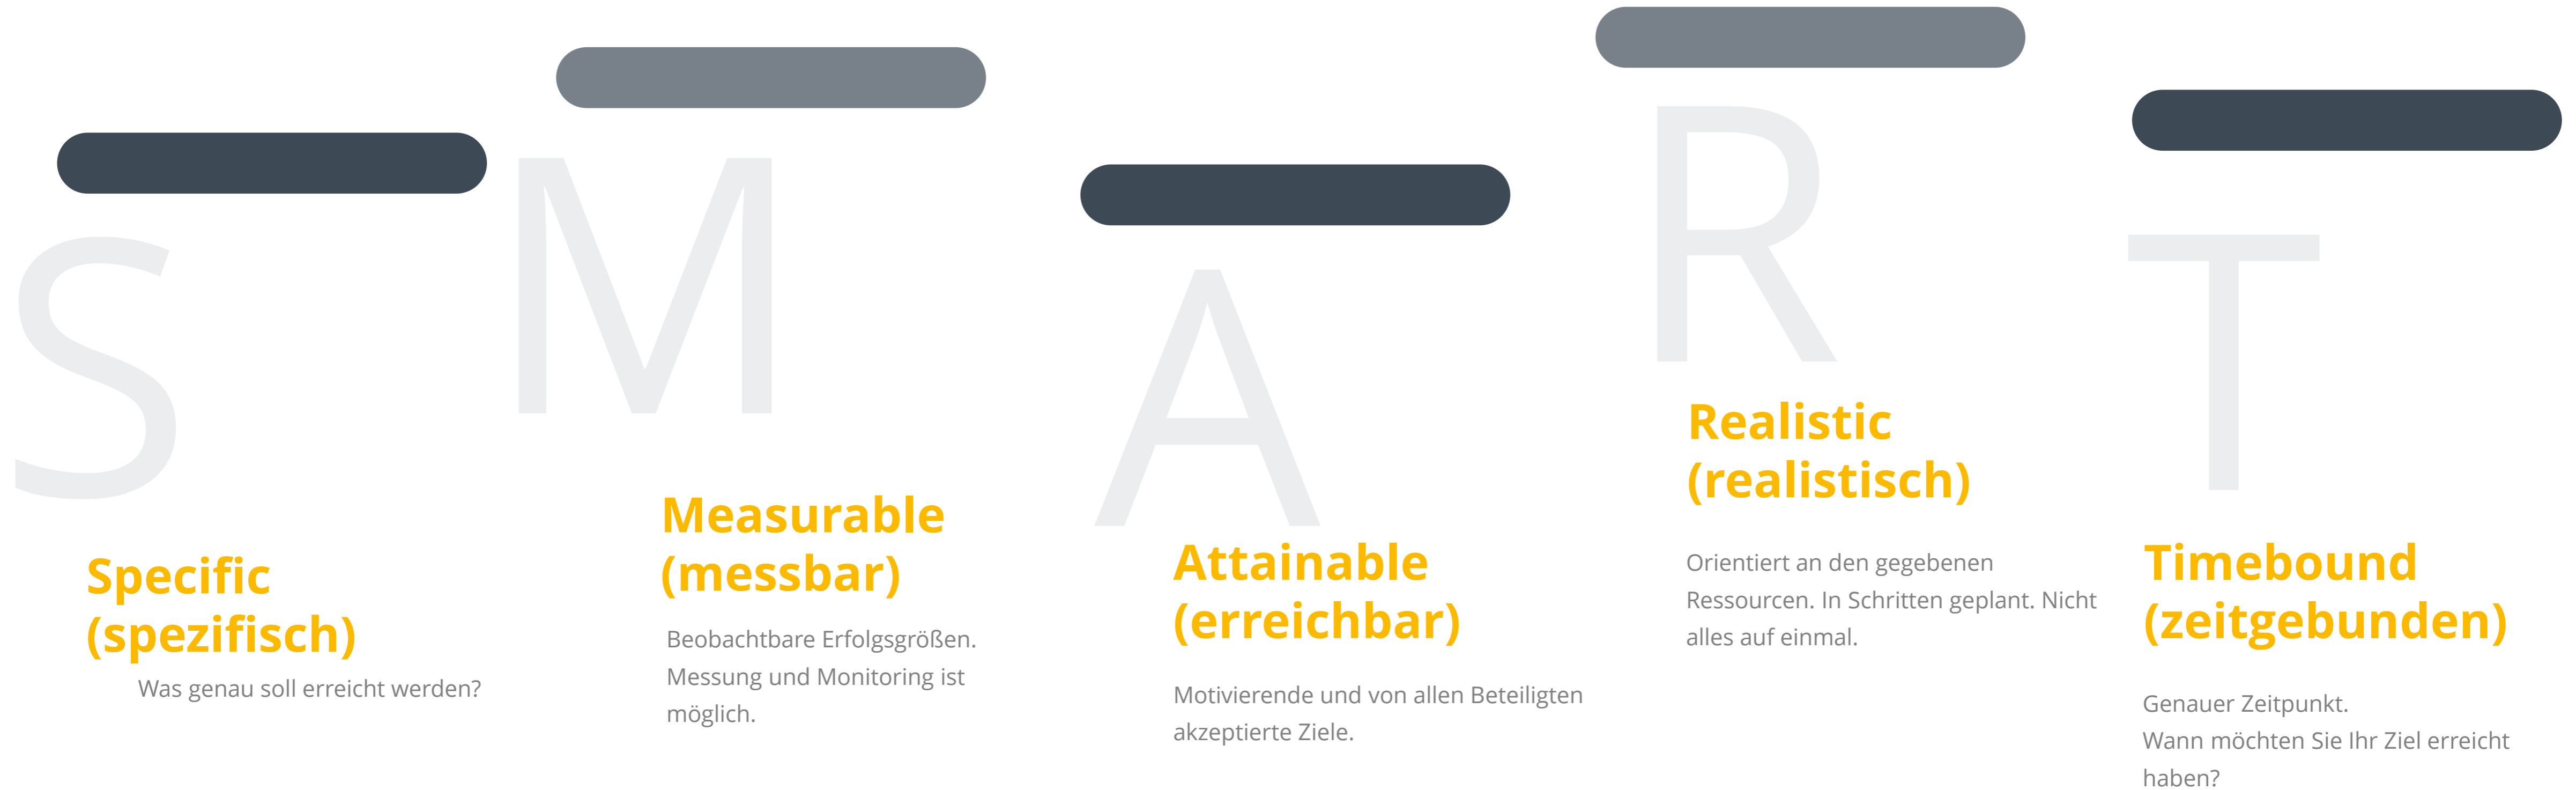 S
Specific
(spezifisch)
Was genau soll erreicht werden?
M
Measurable
(messbar)
Beobachtbare Erfolgsgrößen.
Messung und Monitoring ist
möglich.
A
Attainable
(erreichbar)
Motivierende und von allen Beteiligten
akzeptierte Ziele.
R
Realistic
(realistisch)
Orientiert an den gegebenen
Ressourcen. In Schritten geplant. Nicht
alles auf einmal.
T
Timebound
(zeitgebunden)
Genauer Zeitpunkt.
Wann möchten Sie Ihr Ziel erreicht
haben?